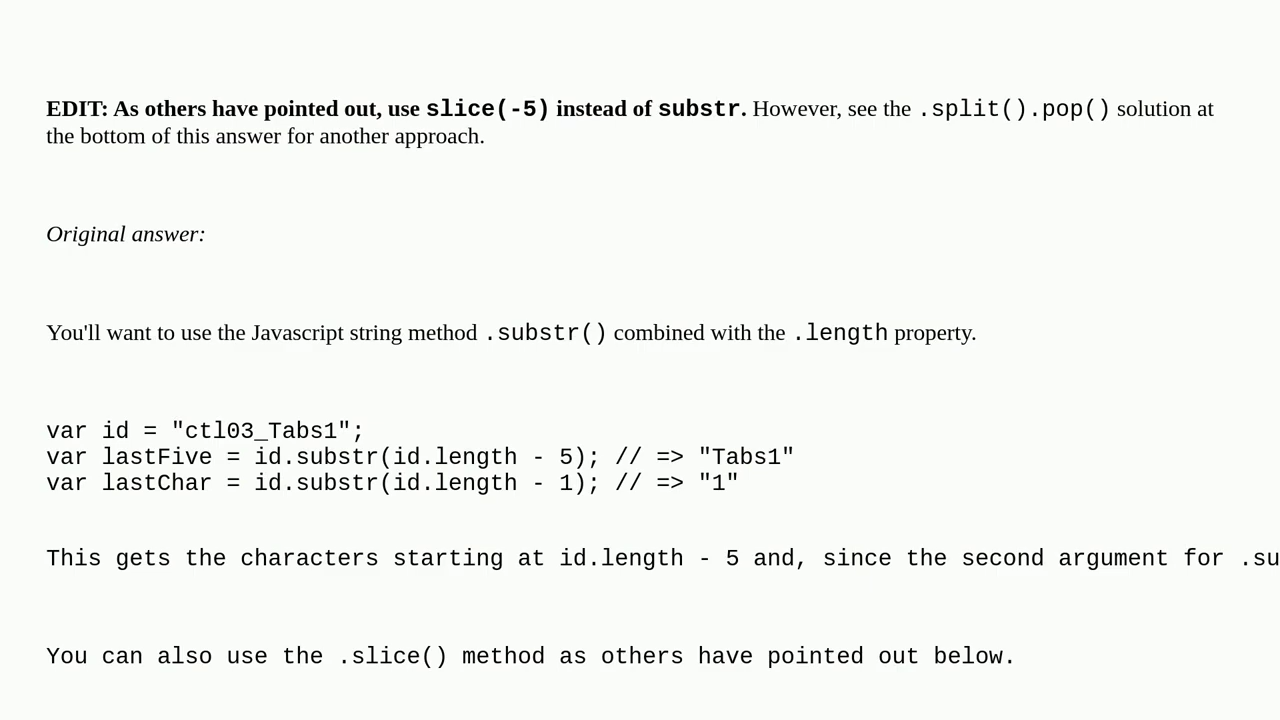 EDIT: As others have pointed out, use slice(-5) instead of substr. However, see the .split().pop() solution at
the bottom of this answer for another approach.
Original answer:
You'll want to use the Javascript string method .substr() combined with the .length property.
var id = "ctl03_Tabs1";
var lastFive = id.substr(id.length - 5); // => "Tabs1"
var lastChar = id.substr(id.length - 1); // => "1"
This gets the characters starting at id.length - 5 and, since the second argument for .su
You can also use the .slice() method as others have pointed out below.